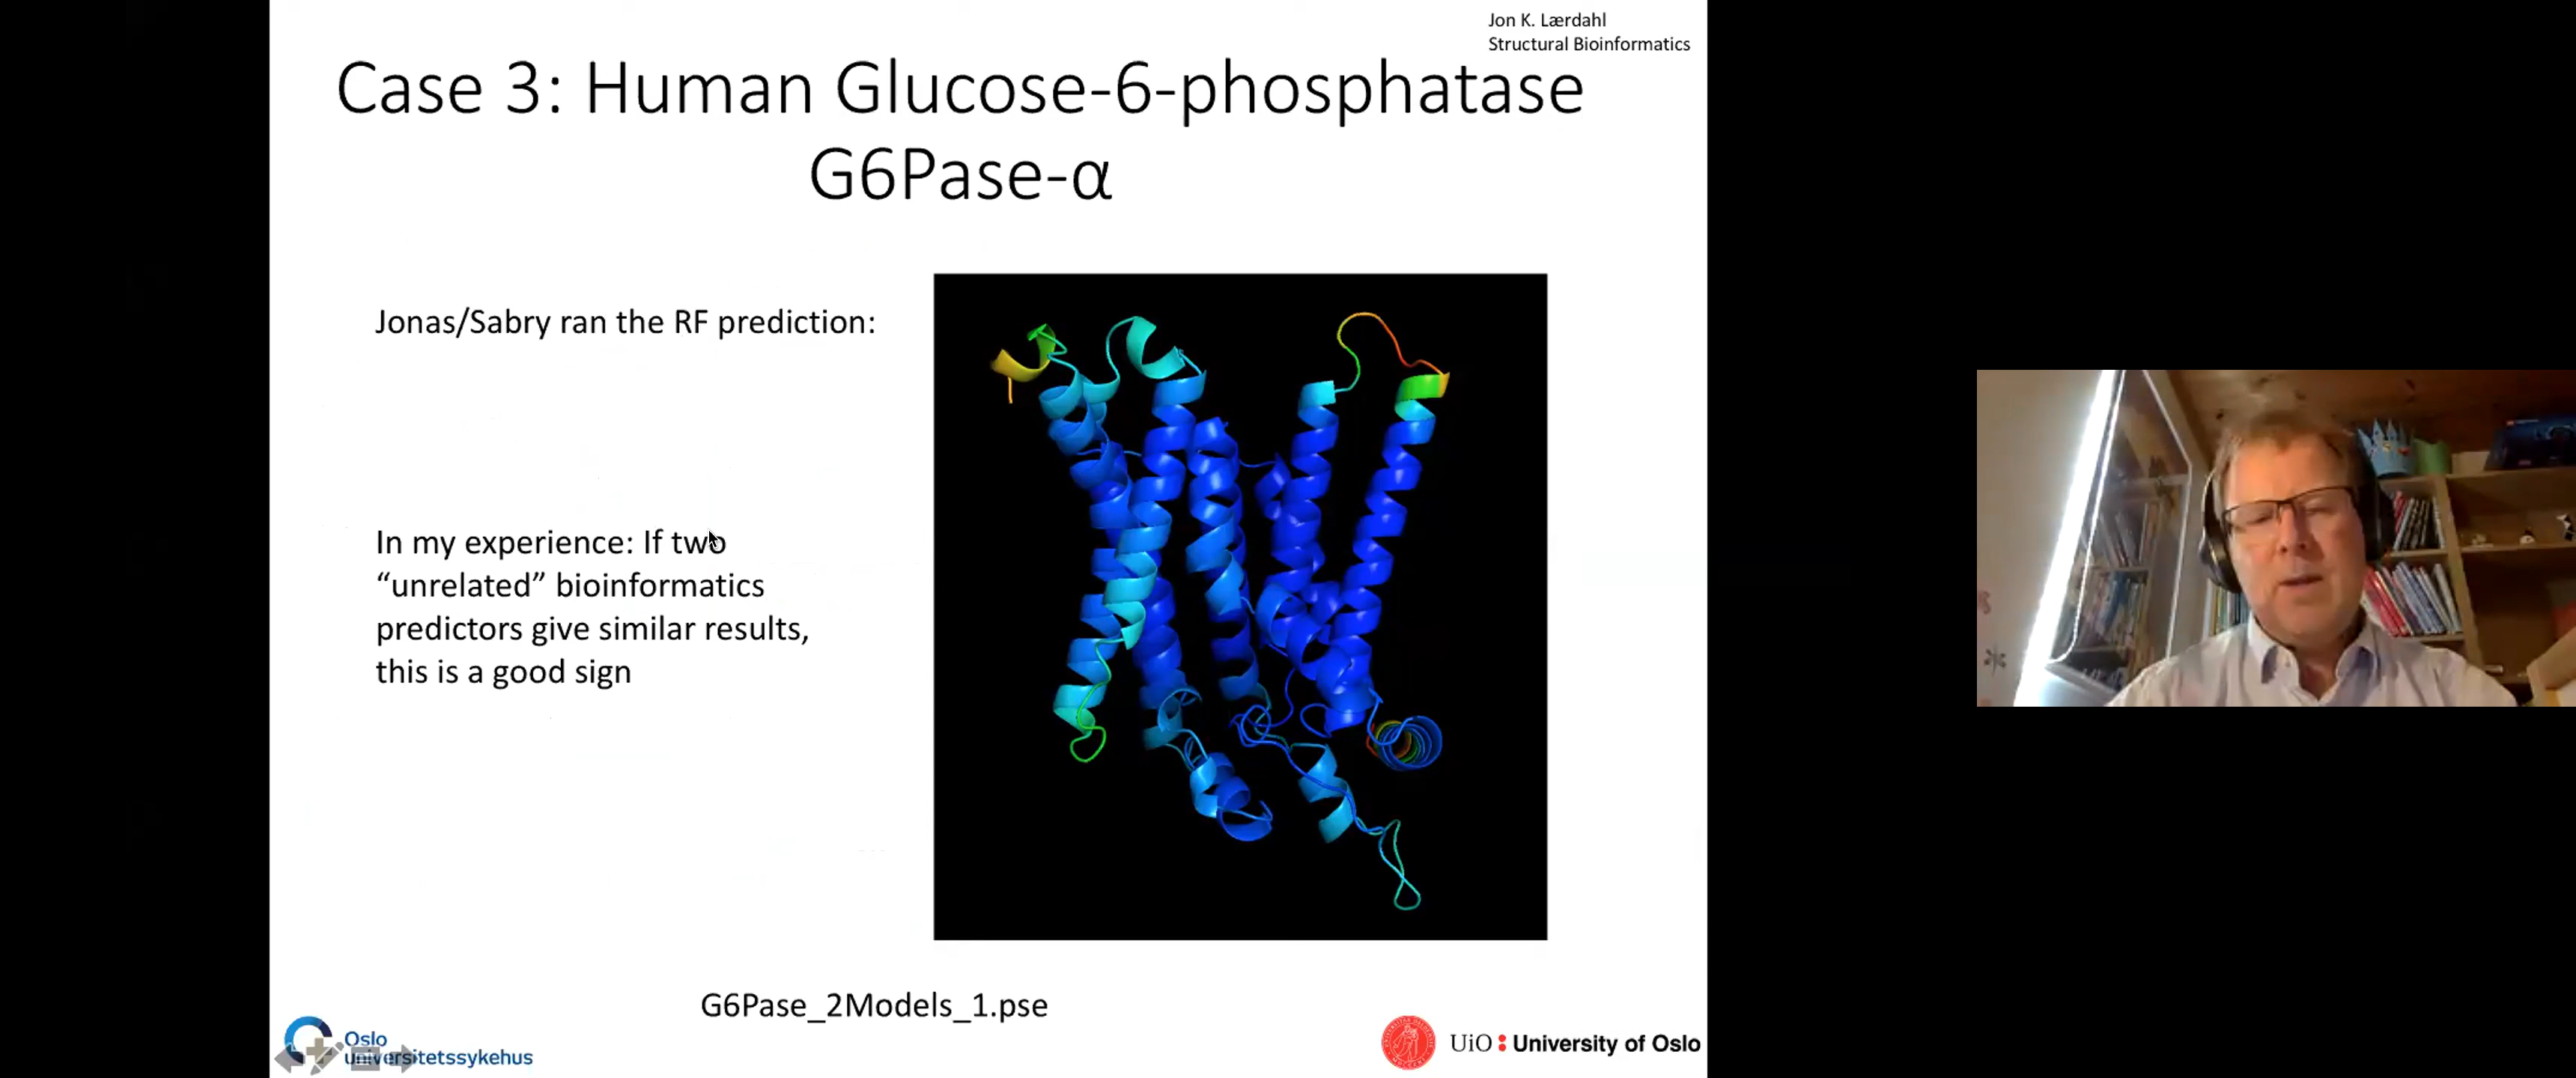 Jon K. Lærdahl
Structural Bioinformatics
Case 3: Human Glucose-6-phosphatase
G6Pase-α
Jonas/Sabry ran the RF prediction:
In my experience: If two
“unrelated” bioinformatics
predictors give similar results,
this is a good sign
G6Pase_2Models_1.pse
Oslo
universitetssykehus
UiO : University of Oslo